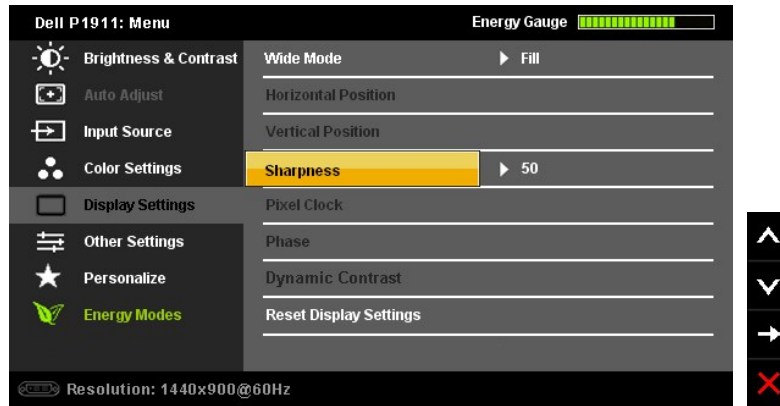 Dell P1911: Menu
Energy Gauge
Brightness & Contrast
Auto Adjust
Input Source
Color Settings
Display Settings
Other Settings
Personalize
Energy Modes
Wide Mode
Fill
Horizontal Position
Vertical Position
Sharpness
50
Pixel Clock
Phase
Dynamic Contrast
Reset Display Settings
Resolution: 1440x900@60Hz